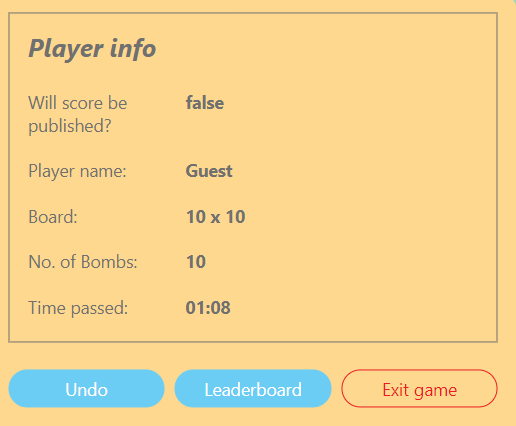 Player info
Will score be false
published?
Player name: Guest
Board: 10 x 10
No. of Bombs: 10
Time passed: 01:08
Undo Leaderboard Exit game